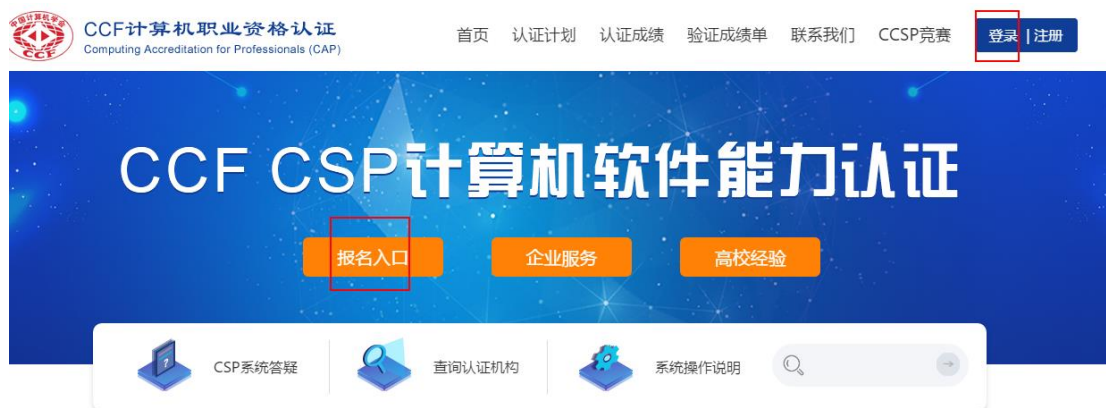 中国计算机学会
CCF
CCF计算机职业资格认证
Computing Accreditation for Professionals (CAP)
首页 认证计划 认证成绩 验证成绩单 联系我们 CCSP竞赛 登录 | 注册
CCF CSP计算机软件能力认证
报名入口 企业服务 高校经验
CSP系统答疑 查询认证机构 系统操作说明